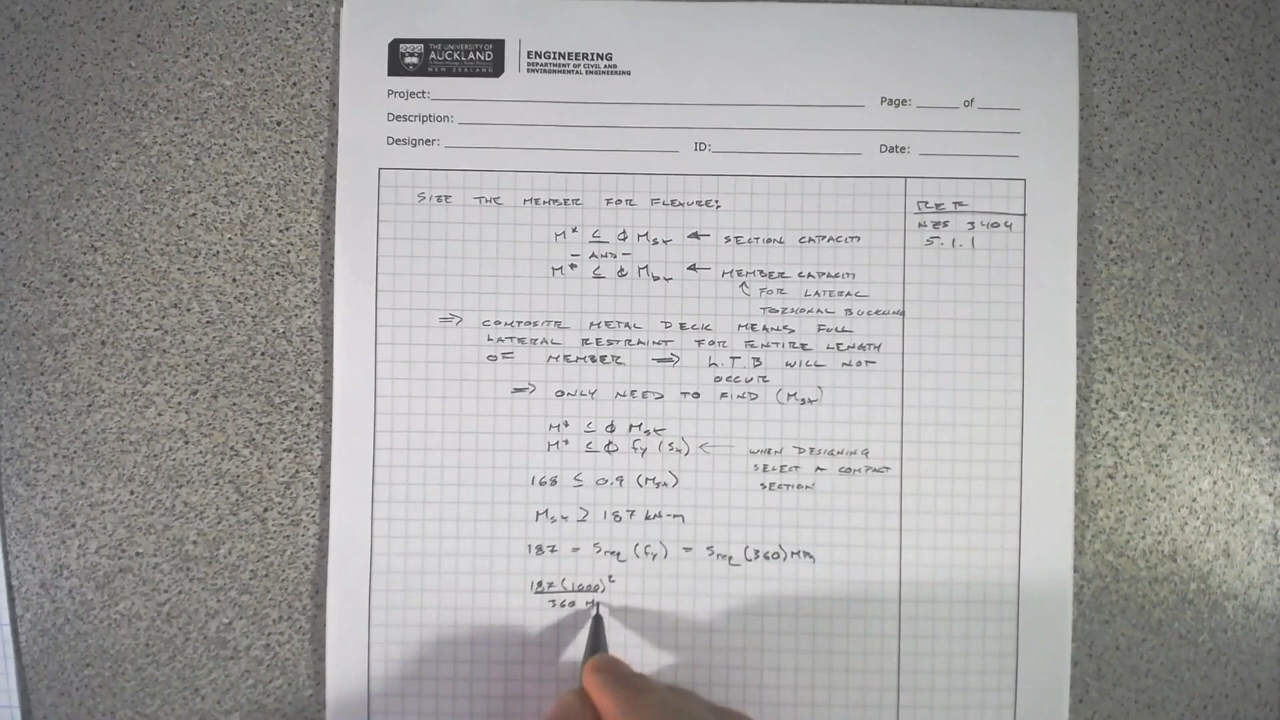 THE UNIVERSITY OF
AUCKLAND
NEW ZEALAND
ENGINEERING
DEPARTMENT OF CIVIL AND
ENVIRONMENTAL ENGINEERING
Project:
Page: of
Description:
Designer: ID: Date:
SIZE THE MEMBER FOR FLEXURE:
REF
NZS 3404
5.1.1
M* ≤ ϕ Msx ← SECTION CAPACITY
- AND -
M* ≤ ϕ Mbx ← MEMBER CAPACITY
FOR LATERAL
TORSIONAL BUCKLING
⇒ COMPOSITE METAL DECK MEANS FULL
LATERAL RESTRAINT FOR ENTIRE LENGTH
OF MEMBER ⇒ L.T.B WILL NOT
OCCUR
⇒ ONLY NEED TO FIND (Msx)
M* ≤ ϕ Msx
M* ≤ ϕ fy (Sx) ← WHEN DESIGNING
SELECT A COMPACT
SECTION
168 ≤ 0.9 (Msx)
Msx ≥ 187 kN-m
187 = Sreq (fy) = Sreq (360) MPa
187 (1000)²
360